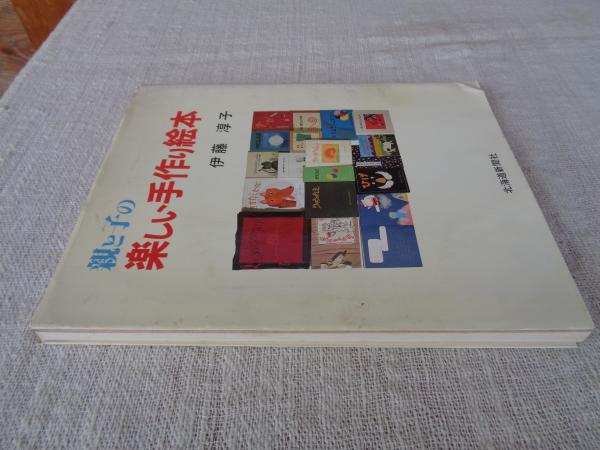 親と子の
楽しい手作り絵本
伊藤 淳子
北海道新聞社